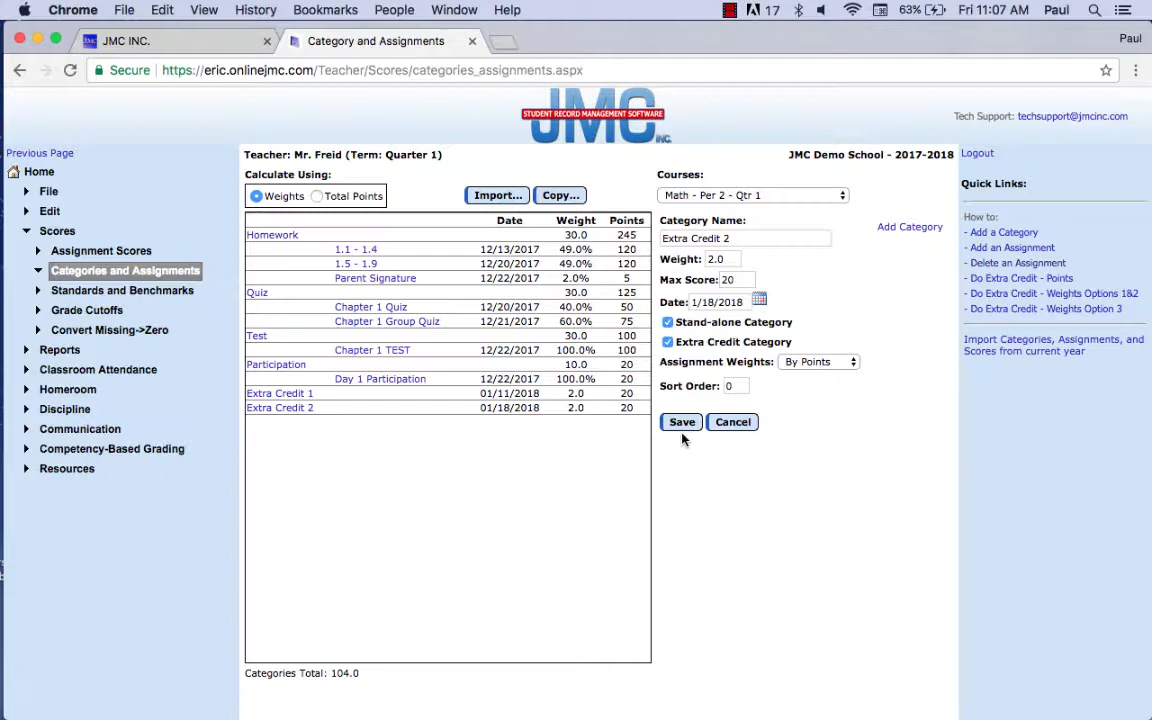 Chrome File Edit View History Bookmarks People Window Help 17 63% Fri 11:07 AM Paul
JMC INC. Category and Assignments Paul
Secure https://eric.onlinejmc.com/Teacher/Scores/categories_assignments.aspx
JMC
STUDENT RECORD MANAGEMENT SOFTWARE
INC.
Tech Support: techsupport@jmcinc.com
Previous Page
Home
File
Edit
Scores
Assignment Scores
Categories and Assignments
Standards and Benchmarks
Grade Cutoffs
Convert Missing->Zero
Reports
Classroom Attendance
Homeroom
Discipline
Communication
Competency-Based Grading
Resources
Teacher: Mr. Freid (Term: Quarter 1) JMC Demo School - 2017-2018
Calculate Using:
Weights Total Points Import... Copy...
Date Weight Points
Homework 30.0 245
1.1 - 1.4 12/13/2017 49.0% 120
1.5 - 1.9 12/20/2017 49.0% 120
Parent Signature 12/22/2017 2.0% 5
Quiz 30.0 125
Chapter 1 Quiz 12/20/2017 40.0% 50
Chapter 1 Group Quiz 12/21/2017 60.0% 75
Test 30.0 100
Chapter 1 TEST 12/22/2017 100.0% 100
Participation 10.0 20
Day 1 Participation 12/22/2017 100.0% 20
Extra Credit 1 01/11/2018 2.0 20
Extra Credit 2 01/18/2018 2.0 20
Categories Total: 104.0
Courses:
Math - Per 2 - Qtr 1
Category Name:
Extra Credit 2
Add Category
Weight: 2.0
Max Score: 20
Date: 1/18/2018
Stand-alone Category
Extra Credit Category
Assignment Weights: By Points
Sort Order: 0
Save Cancel
Logout
Quick Links:
How to:
- Add a Category
- Add an Assignment
- Delete an Assignment
- Do Extra Credit - Points
- Do Extra Credit - Weights Options 1&2
- Do Extra Credit - Weights Option 3
Import Categories, Assignments, and
Scores from current year